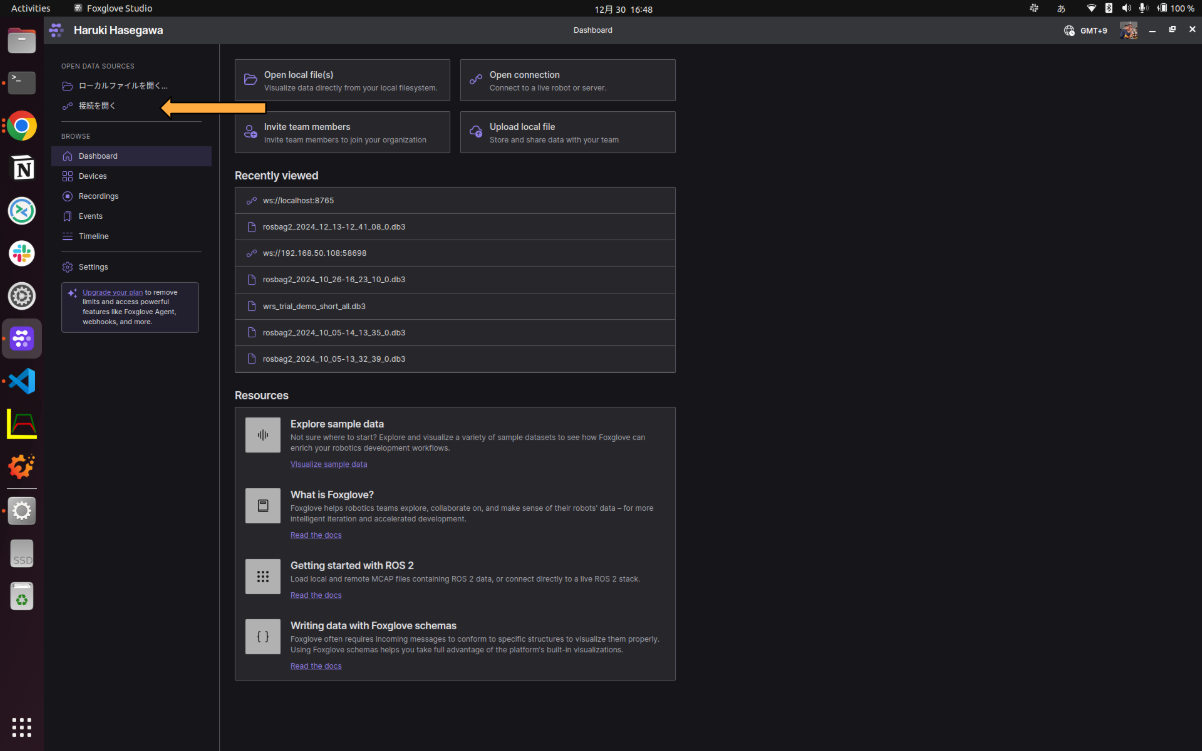 Activities
Foxglove Studio
12月 30 16:48
あ
100 %
Haruki Hasegawa
Dashboard
GMT+9
OPEN DATA SOURCES
ローカルファイルを開く...
接続を開く
BROWSE
Dashboard
Devices
Recordings
Events
Timeline
Settings
Upgrade your plan to remove
limits and access powerful
features like Foxglove Agent,
webhooks, and more.
Open local file(s)
Visualize data directly from your local filesystem.
Open connection
Connect to a live robot or server.
Invite team members
Invite team members to join your organization
Upload local file
Store and share data with your team
Recently viewed
ws://localhost:8765
rosbag2_2024_12_13-12_41_08_0.db3
ws://192.168.50.108:58698
rosbag2_2024_10_26-16_23_10_0.db3
wrs_trial_demo_short_all.db3
rosbag2_2024_10_05-14_13_35_0.db3
rosbag2_2024_10_05-13_32_39_0.db3
Resources
Explore sample data
Not sure where to start? Explore and visualize a variety of sample datasets to see how Foxglove can
enrich your robotics development workflows.
Visualize sample data
What is Foxglove?
Foxglove helps robotics teams explore, collaborate on, and make sense of their robots' data – for more
intelligent iteration and accelerated development.
Read the docs
Getting started with ROS 2
Load local and remote MCAP files containing ROS 2 data, or connect directly to a live ROS 2 stack.
Read the docs
Writing data with Foxglove schemas
Foxglove often requires incoming messages to conform to specific structures to visualize them properly.
Using Foxglove schemas helps you take full advantage of the platform's built-in visualizations.
Read the docs
SSD